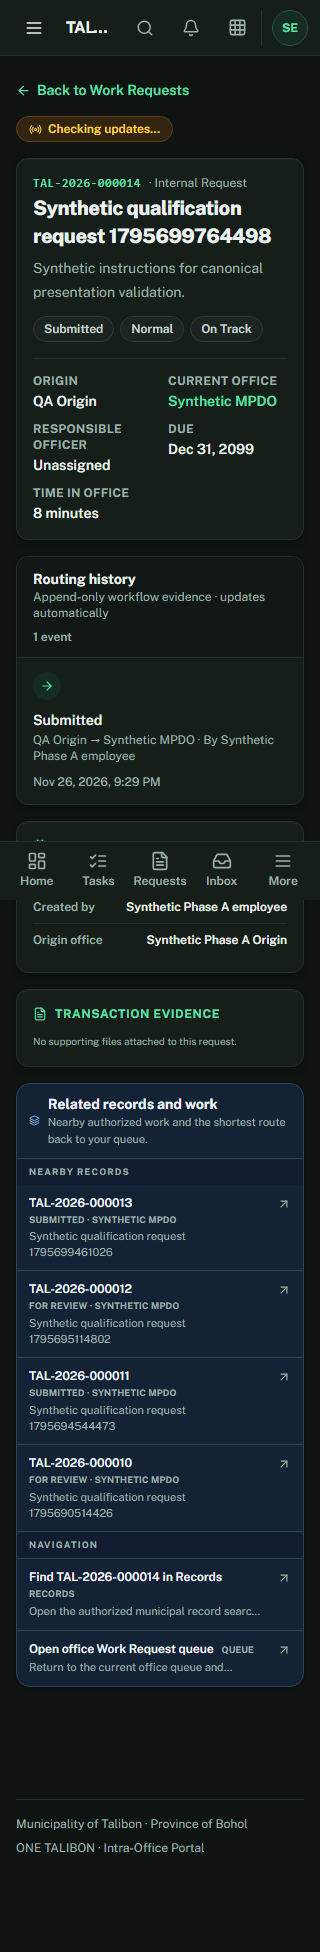 TAL...
SE
Back to Work Requests
Checking updates...
TAL-2026-000014 · Internal Request
Synthetic qualification
request 1795699764498
Synthetic instructions for canonical
presentation validation.
Submitted Normal On Track
ORIGIN CURRENT OFFICE
QA Origin Synthetic MPDO
RESPONSIBLE
OFFICER
DUE
Dec 31, 2099
Unassigned
TIME IN OFFICE
8 minutes
Routing history
Append-only workflow evidence · updates
automatically
1 event
Submitted
QA Origin → Synthetic MPDO · By Synthetic
Phase A employee
Nov 26, 2026, 9:29 PM
Home Tasks Requests Inbox More
Created by Synthetic Phase A employee
Origin office Synthetic Phase A Origin
TRANSACTION EVIDENCE
No supporting files attached to this request.
Related records and work
Nearby authorized work and the shortest route
back to your queue.
NEARBY RECORDS
TAL-2026-000013
SUBMITTED · SYNTHETIC MPDO
Synthetic qualification request
1795699461026
TAL-2026-000012
FOR REVIEW · SYNTHETIC MPDO
Synthetic qualification request
1795695114802
TAL-2026-000011
SUBMITTED · SYNTHETIC MPDO
Synthetic qualification request
1795694544473
TAL-2026-000010
FOR REVIEW · SYNTHETIC MPDO
Synthetic qualification request
1795690514426
NAVIGATION
Find TAL-2026-000014 in Records
RECORDS
Open the authorized municipal record searc...
Open office Work Request queue QUEUE
Return to the current office queue and...
Municipality of Talibon · Province of Bohol
ONE TALIBON · Intra-Office Portal